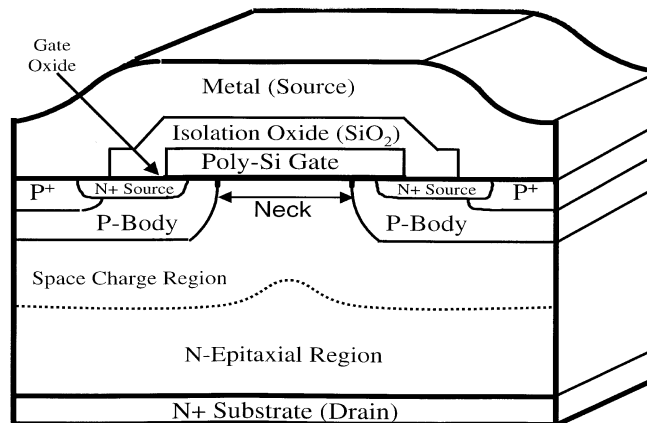 Gate
Oxide
Metal (Source)
Isolation Oxide (SiO₂)
Poly-Si Gate
P⁺ N+ Source N+ Source P⁺
P-Body Neck P-Body
Space Charge Region
N-Epitaxial Region
N+ Substrate (Drain)